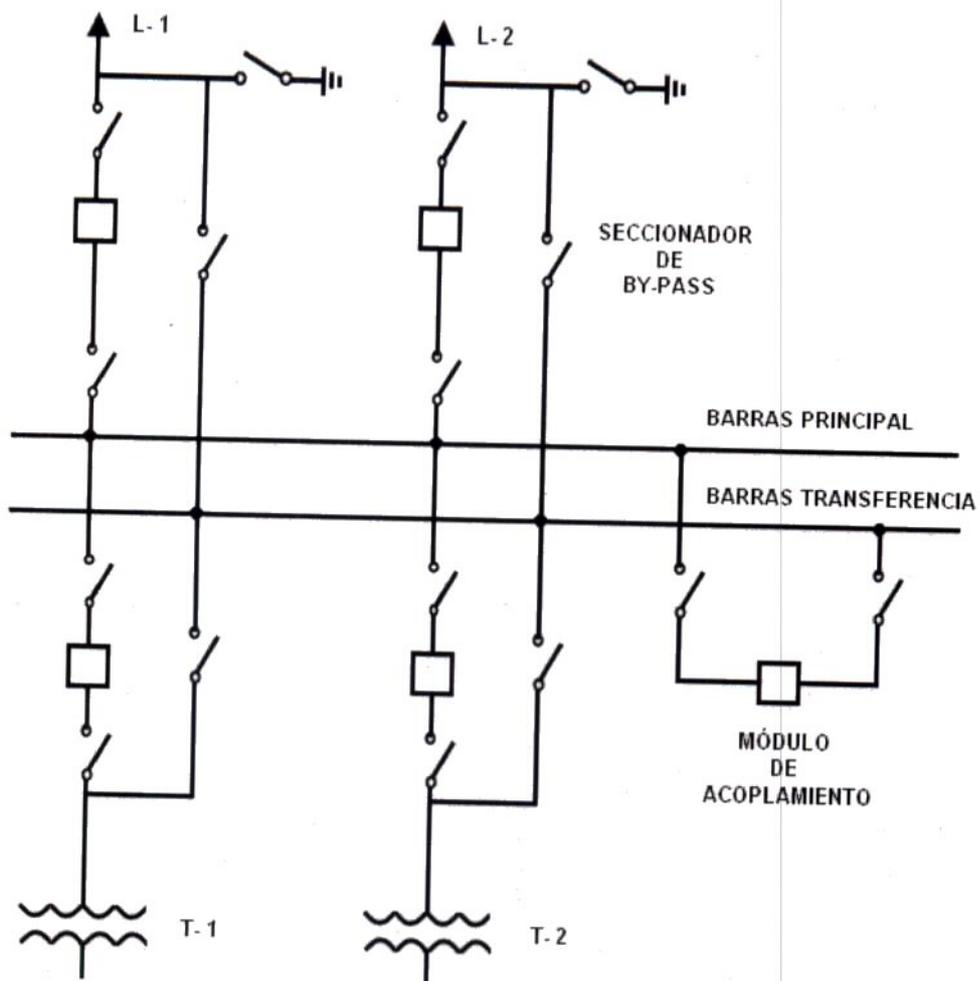 L-1
L-2
SECCIONADOR
DE
BY-PASS
BARRAS PRINCIPAL
BARRAS TRANSFERENCIA
MÓDULO
DE
ACOPLAMIENTO
T-1
T-2